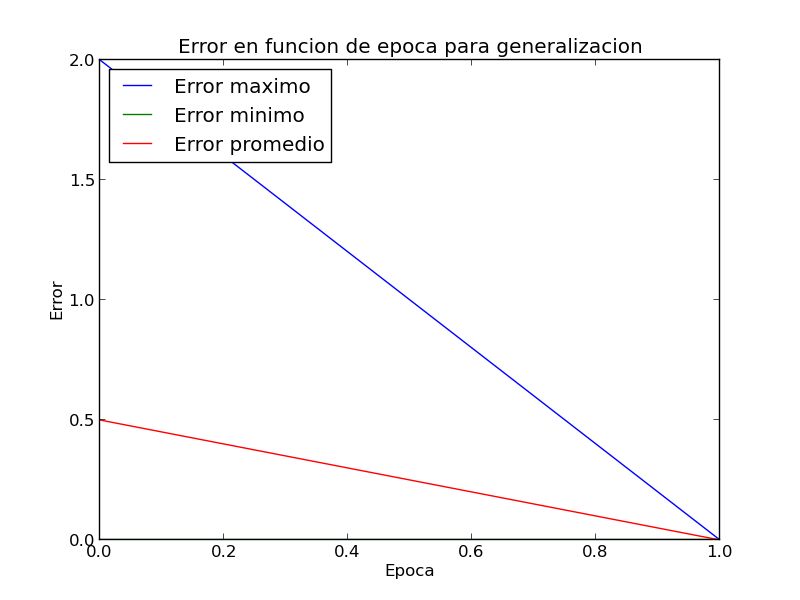 Error en funcion de epoca para generalizacion
Error maximo
Error minimo
Error promedio
2.0
1.5
1.0
0.5
0.0
Error
0.0 0.2 0.4 0.6 0.8 1.0
Epoca